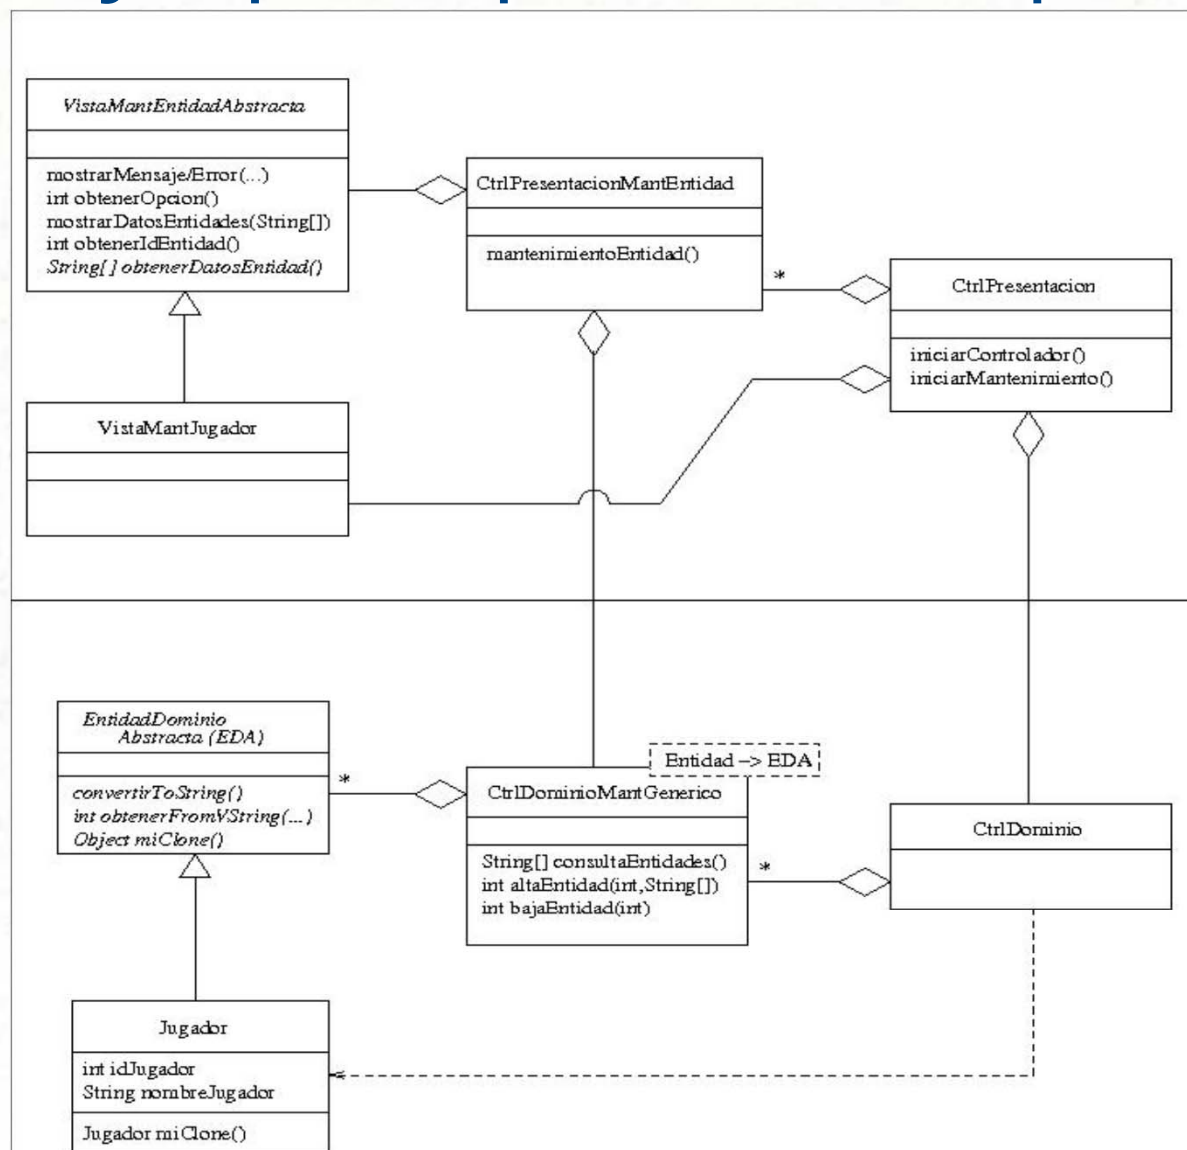 VistaMantEntidadAbstracta
mostrarMensaje/Error(...)
int obtenerOpcion()
mostrarDatosEntidades(String[])
int obtenerIdEntidad()
String[] obtenerDatosEntidad()
CtrlPresentacionMantEntidad
mantenimientoEntidad()
*
CtrlPresentacion
iniciarControlador()
iniciarMantenimiento()
VistaMantJugador
EntidadDominio
Abstracta (EDA)
convertirToString()
int obtenerFromVString(...)
Object miClone()
*
Entidad -> EDA
CtrlDominioMantGenerico
String[] consultaEntidades()
int altaEntidad(int,String[])
int bajaEntidad(int)
*
CtrlDominio
Jugador
int idJugador
String nombreJugador
Jugador miClone()